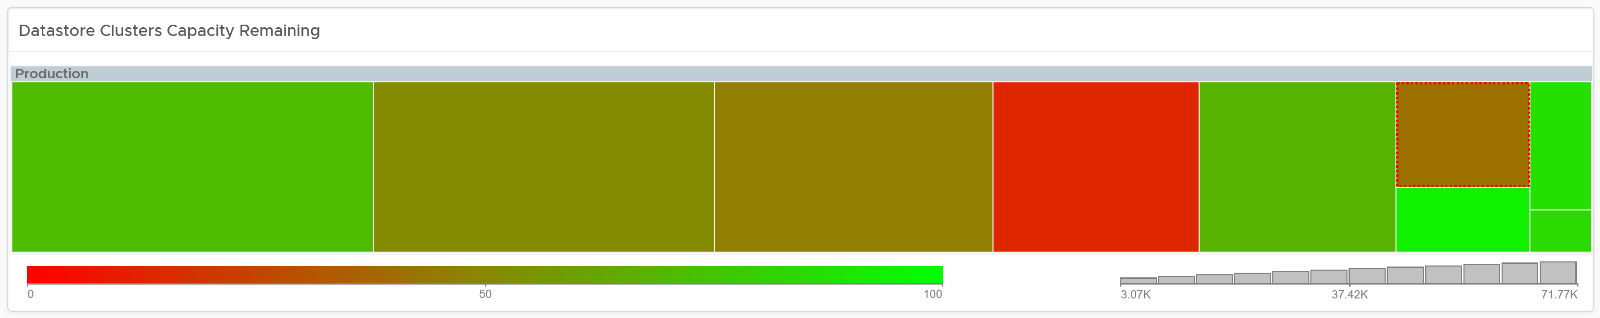 Datastore Clusters Capacity Remaining
Production
0 50 100 3.07K 37.42K 71.77K